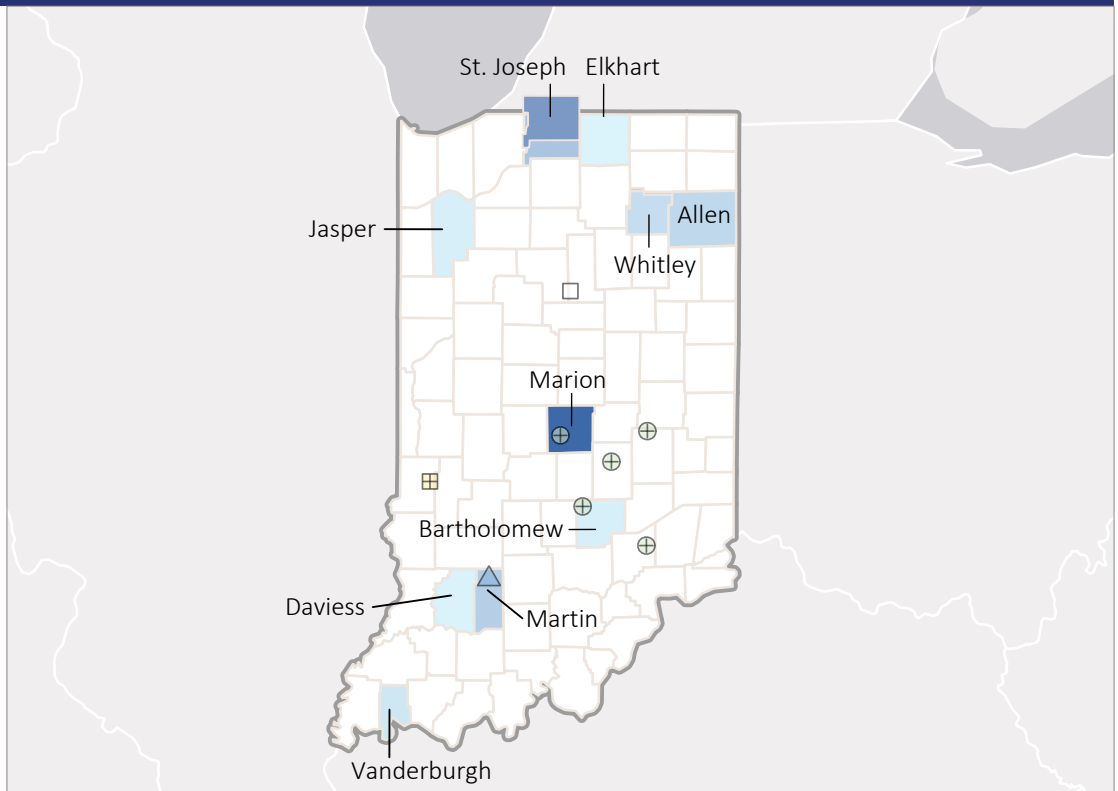 St. Joseph Elkhart
Jasper
Allen
Whitley
Marion
Bartholomew
Daviess
Martin
Vanderburgh